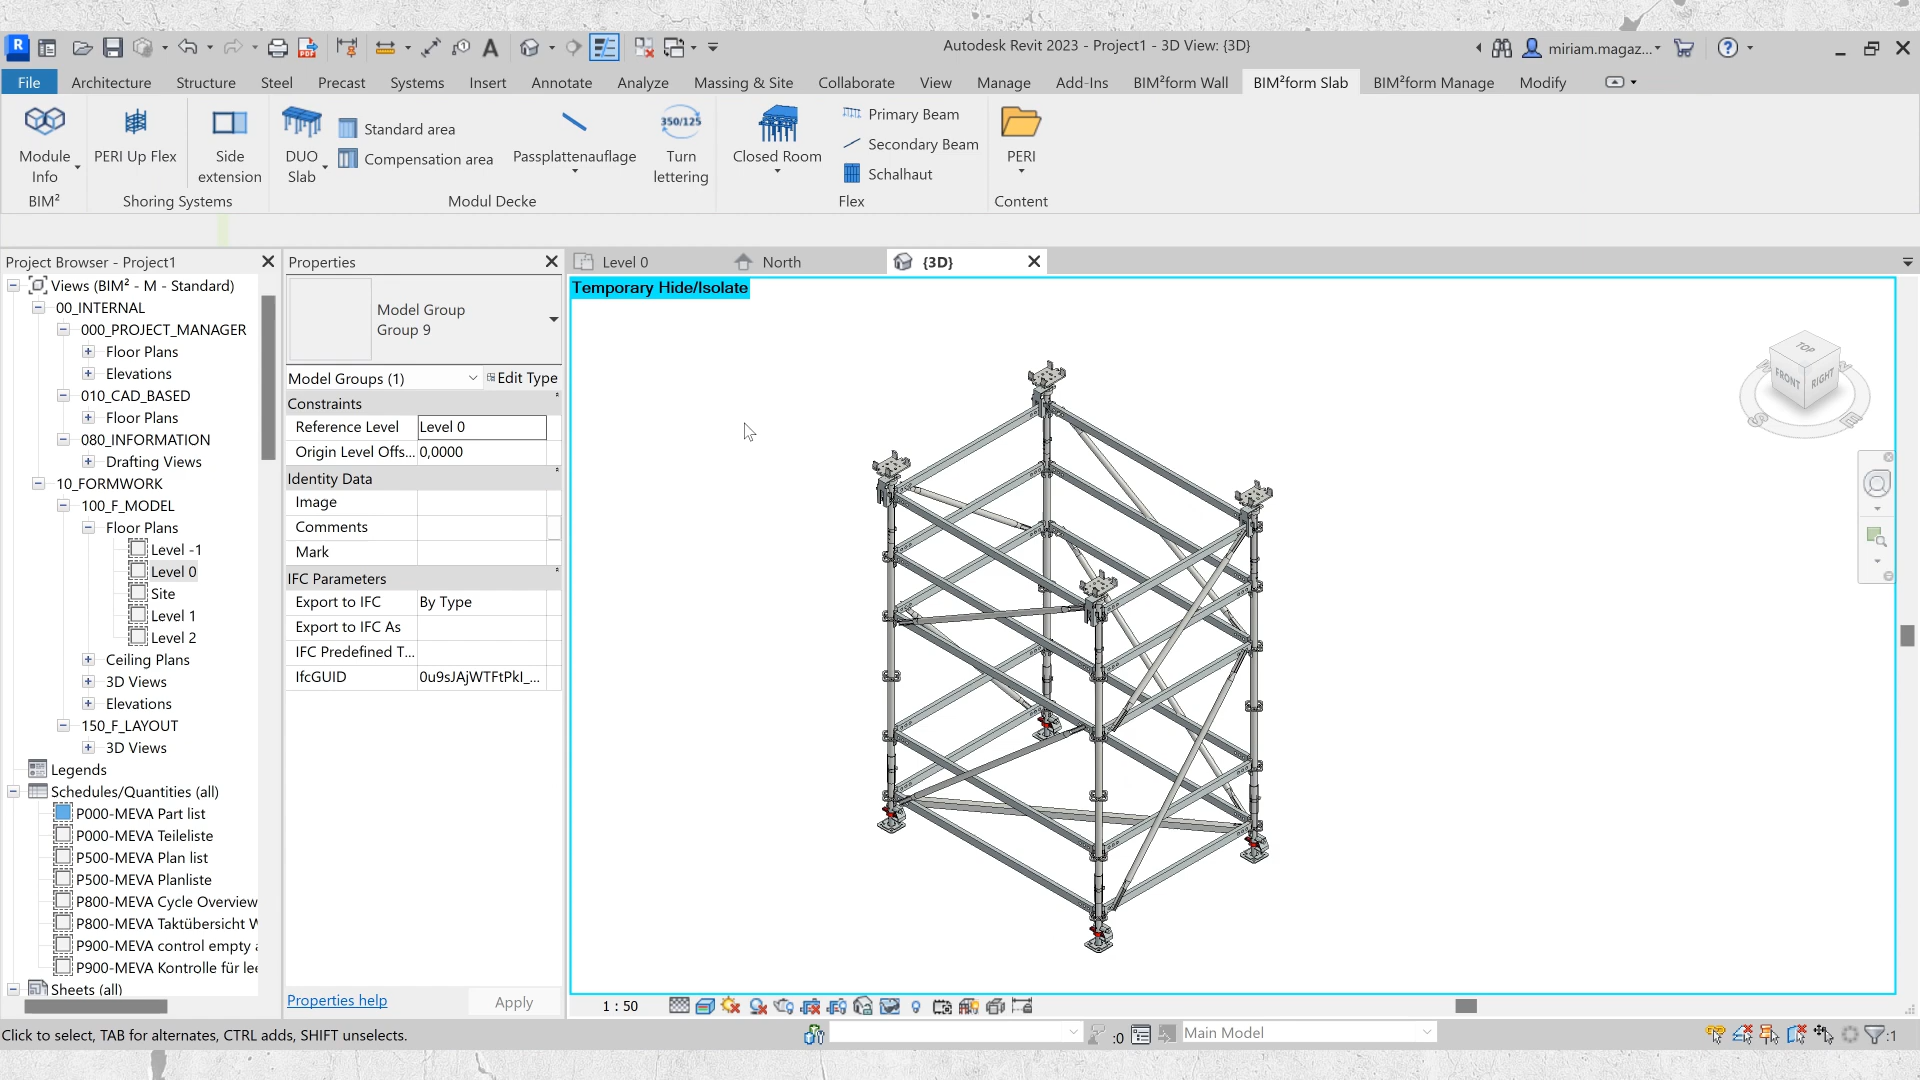 Autodesk Revit 2023 - Project1 - 3D View: {3D}
miriam.magaz...
File Architecture Structure Steel Precast Systems Insert Annotate Analyze Massing & Site Collaborate View Manage Add-Ins BIM²form Wall BIM²form Slab BIM²form Manage Modify
Module Info
PERI Up Flex
Side extension
DUO Slab
Standard area
Compensation area
Passplattenauflage
350/125
Turn lettering
Closed Room
Primary Beam
Secondary Beam
Schalhaut
PERI
BIM² Shoring Systems Modul Decke Flex Content
Project Browser - Project1
Views (BIM² - M - Standard)
00_INTERNAL
000_PROJECT_MANAGER
Floor Plans
Elevations
010_CAD_BASED
Floor Plans
080_INFORMATION
Drafting Views
10_FORMWORK
100_F_MODEL
Floor Plans
Level -1
Level 0
Site
Level 1
Level 2
Ceiling Plans
3D Views
Elevations
150_F_LAYOUT
3D Views
Legends
Schedules/Quantities (all)
P000-MEVA Part list
P000-MEVA Teileliste
P500-MEVA Plan list
P500-MEVA Planliste
P800-MEVA Cycle Overview
P800-MEVA Taktübersicht W
P900-MEVA control empty a
P900-MEVA Kontrolle für lee
Sheets (all)
Properties
Model Group
Group 9
Model Groups (1) Edit Type
Constraints
Reference Level Level 0
Origin Level Offs... 0,0000
Identity Data
Image
Comments
Mark
IFC Parameters
Export to IFC By Type
Export to IFC As
IFC Predefined T...
IfcGUID 0u9sJAjWTFtPkI_...
Properties help Apply
Level 0 North {3D}
Temporary Hide/Isolate
TOP
FRONT RIGHT
S E
1 : 50
Click to select, TAB for alternates, CTRL adds, SHIFT unselects.
:0
Main Model
:1